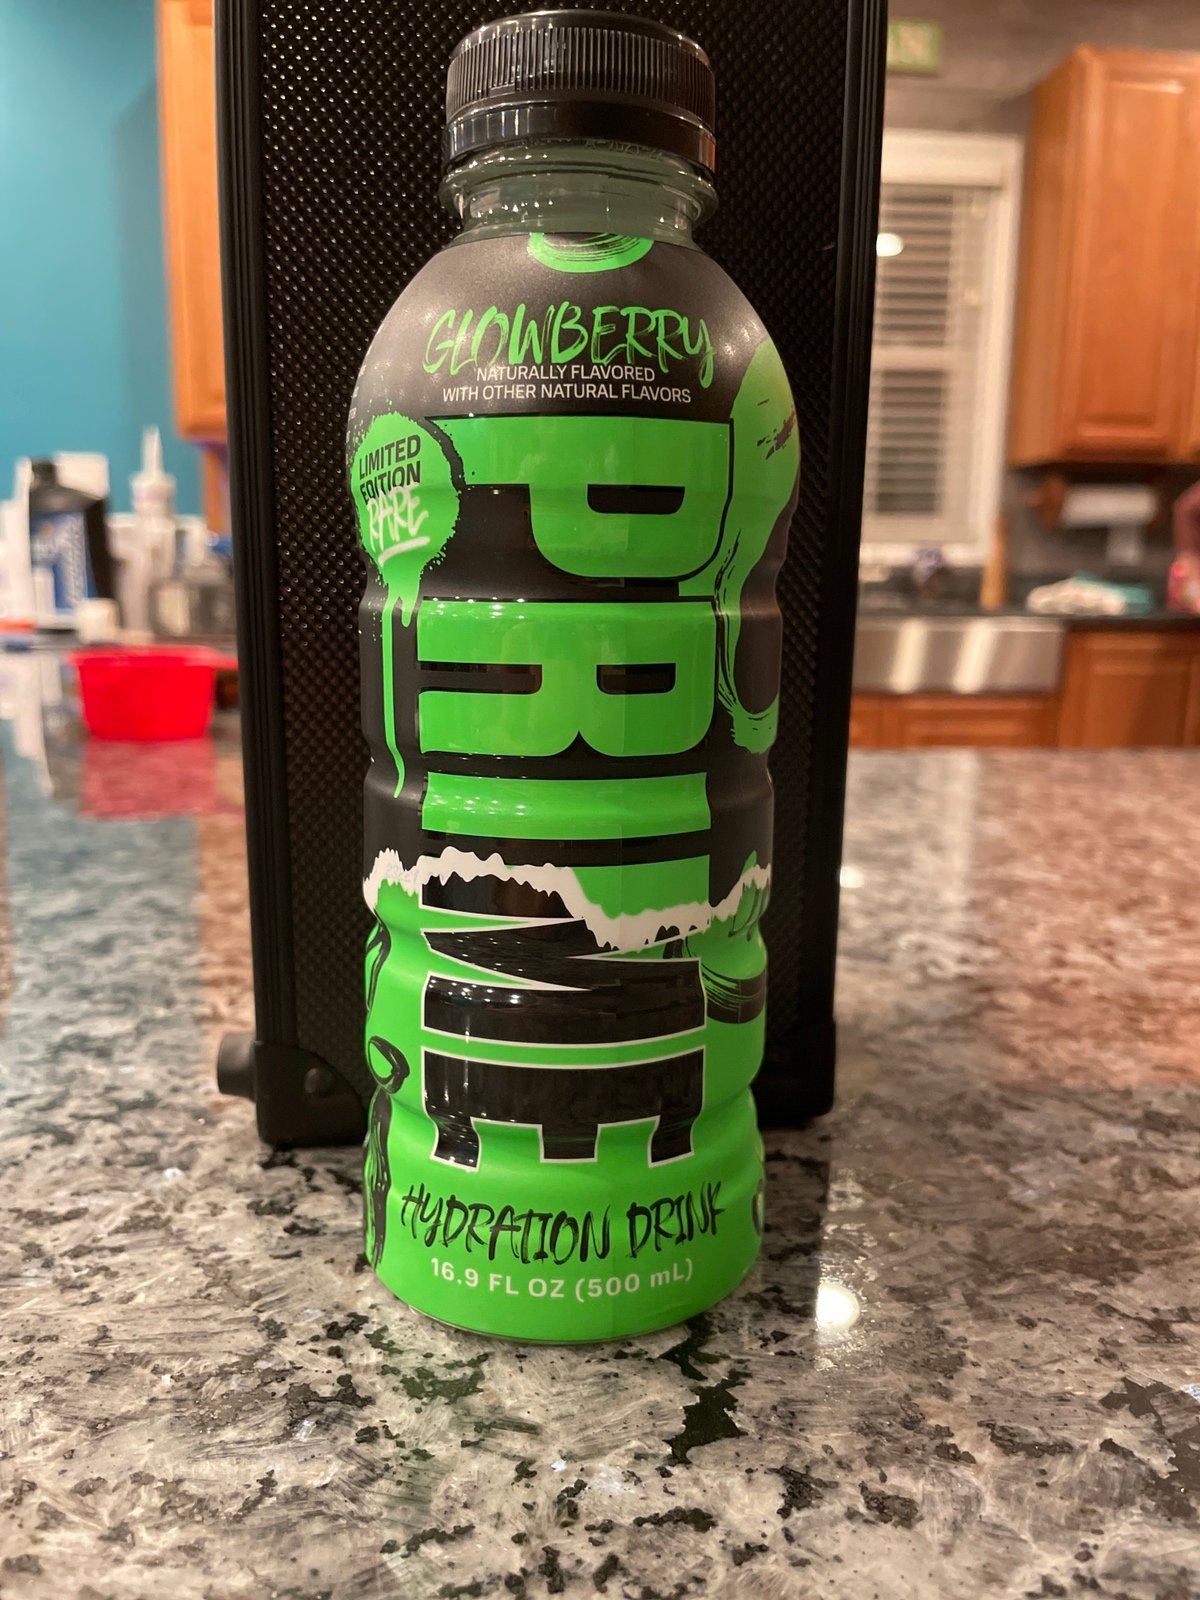 GLOWBERRY
NATURALLY FLAVORED
WITH OTHER NATURAL FLAVORS
LIMITED
EDITION
RARE
PRIME
HYDRATION DRINK
16.9 FL OZ (500 mL)